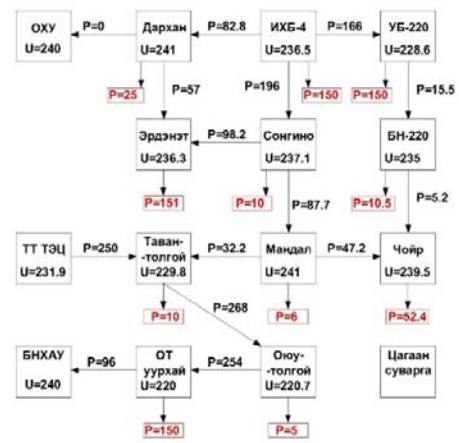 ОХУ
U=240
P=0
Дархан
U=241
P=82.8
ИХБ-4
U=236.5
P=166
УБ-220
U=228.6
P=25
P=57
P=196
P=150
P=150
P=15.5
Эрдэнэт
U=236.3
P=98.2
Сонгино
U=237.1
БН-220
U=235
P=151
P=10
P=87.7
P=10.5
P=5.2
ТТ ТЭЦ
U=231.9
P=250
Таван-
-толгой
U=229.8
P=32.2
Мандал
U=241
P=47.2
Чойр
U=239.5
P=10
P=268
P=6
P=52.4
БНХАУ
U=240
P=96
ОТ
уурхай
U=220
P=254
Оюу-
-толгой
U=220.7
Цагаан
суварга
P=150
P=5